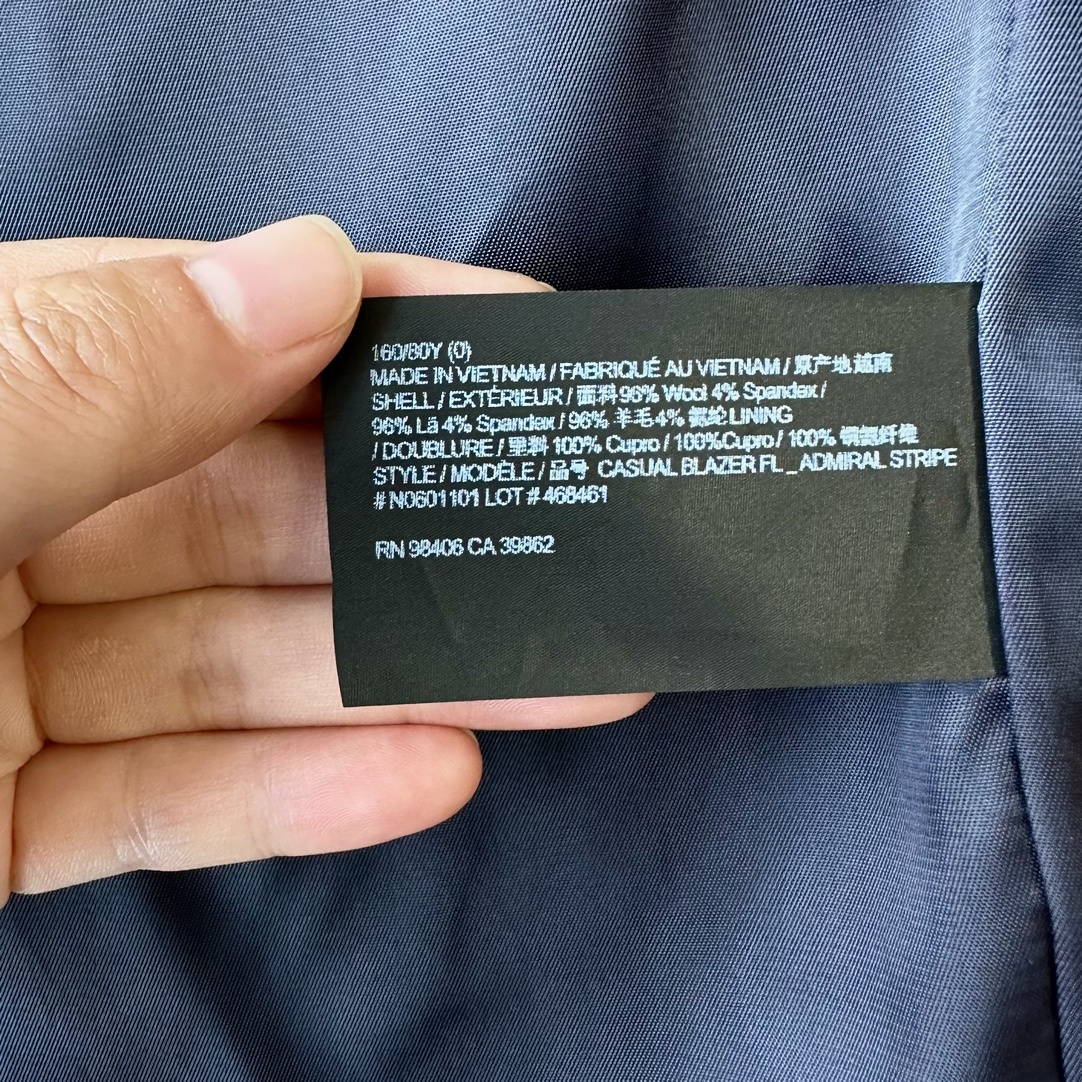 160/80Y (0)
MADE IN VIETNAM / FABRIQUÉ AU VIETNAM / 原产地 越南
SHELL / EXTÉRIEUR / 面料 96% Wool 4% Spandex /
96% Lã 4% Spandex / 96% 羊毛 4% 氨纶 LINING
/ DOUBLURE / 里料 100% Cupro / 100%Cupro / 100% 铜氨纤维
STYLE / MODÈLE / 品号 CASUAL BLAZER FL _ ADMIRAL STRIPE
# N0601101 LOT # 468461
RN 98406 CA 39862